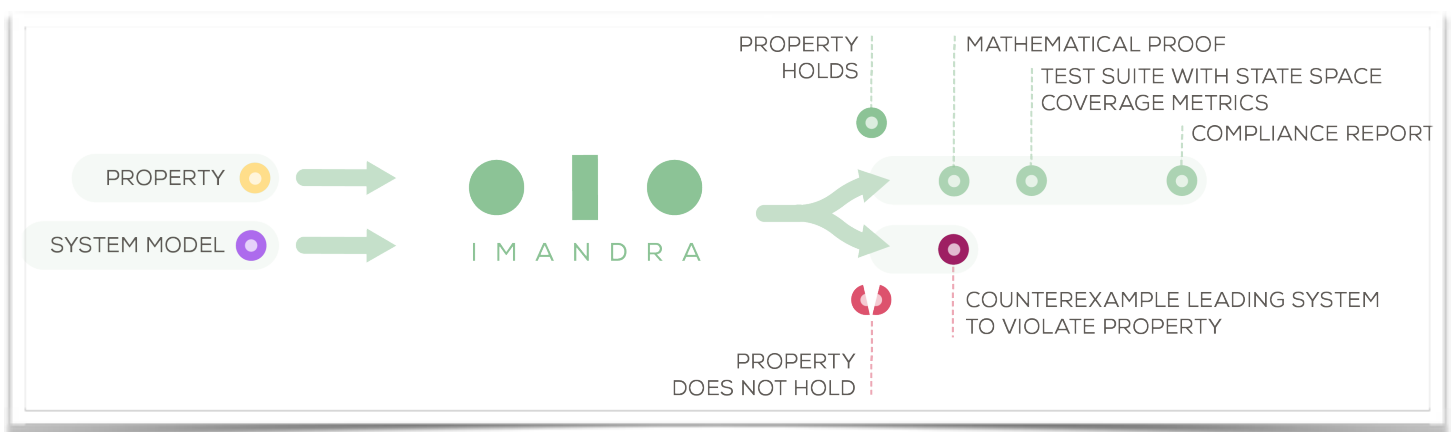 PROPERTY
SYSTEM MODEL
IMANDRA
PROPERTY
HOLDS
MATHEMATICAL PROOF
TEST SUITE WITH STATE SPACE
COVERAGE METRICS
COMPLIANCE REPORT
COUNTEREXAMPLE LEADING SYSTEM
TO VIOLATE PROPERTY
PROPERTY
DOES NOT HOLD